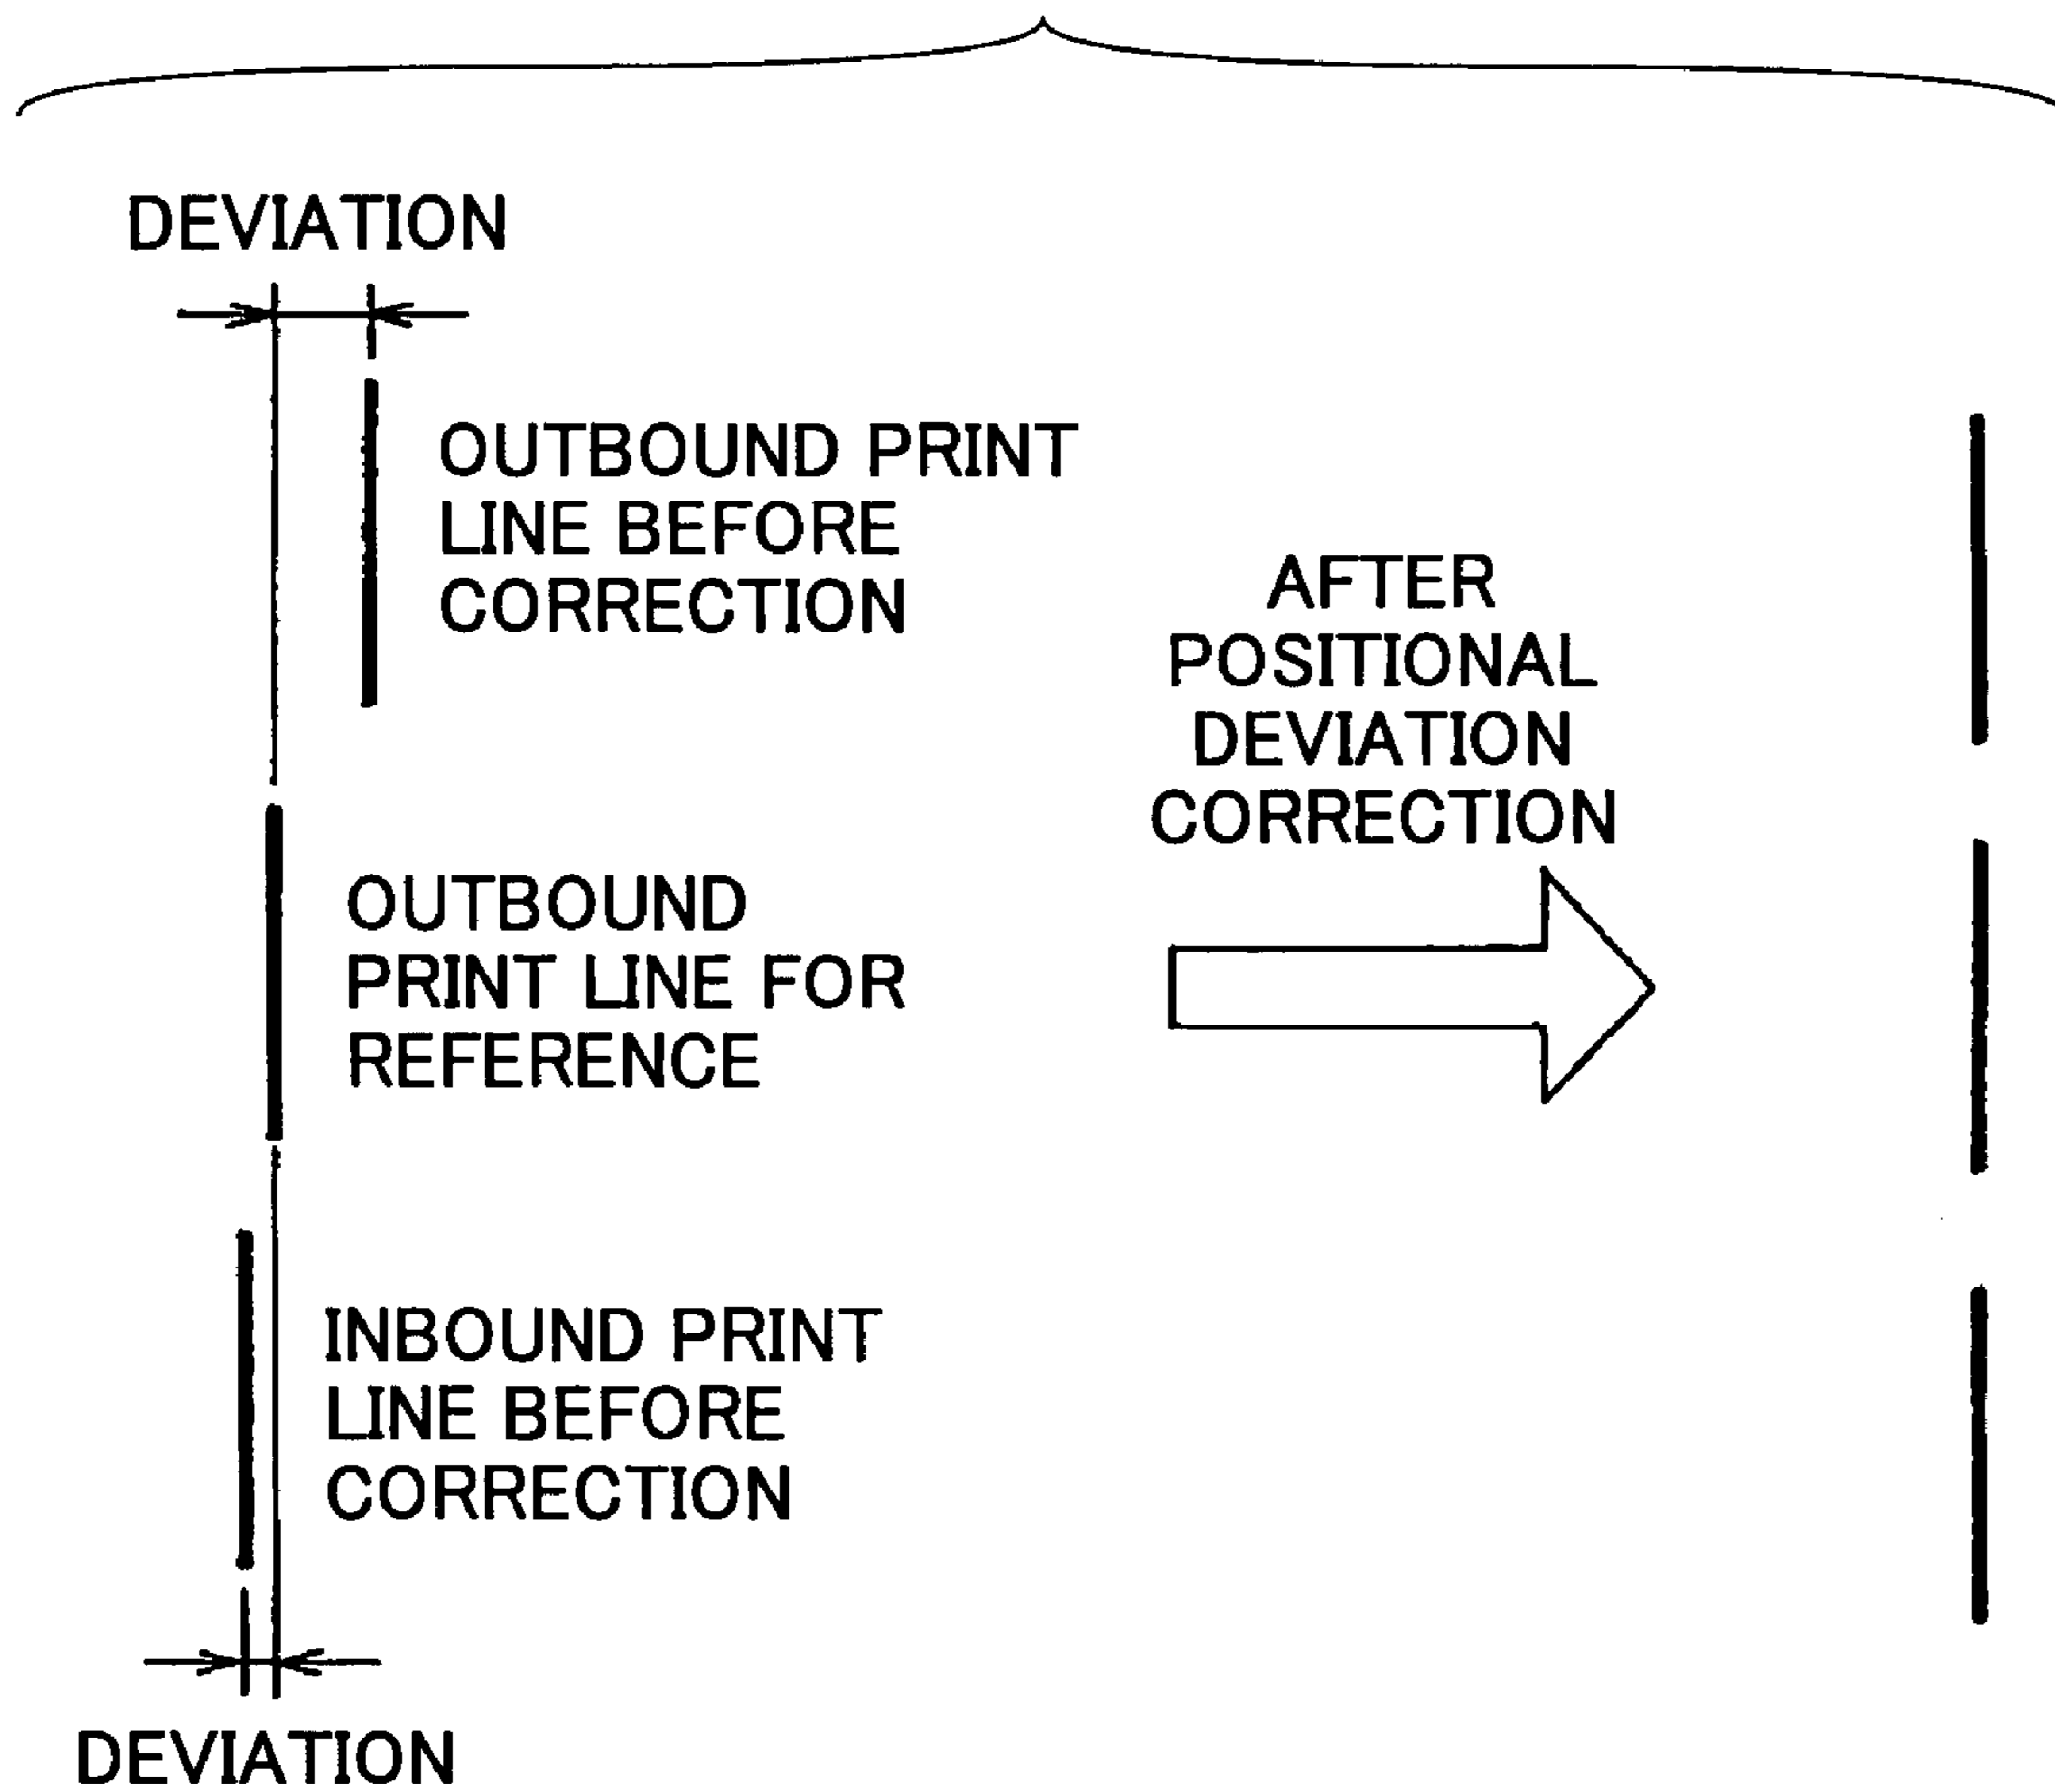 DEVIATION
OUTBOUND PRINT
LINE BEFORE
CORRECTION
AFTER
POSITIONAL
DEVIATION
CORRECTION
OUTBOUND
PRINT LINE FOR
REFERENCE
INBOUND PRINT
LINE BEFORE
CORRECTION
DEVIATION